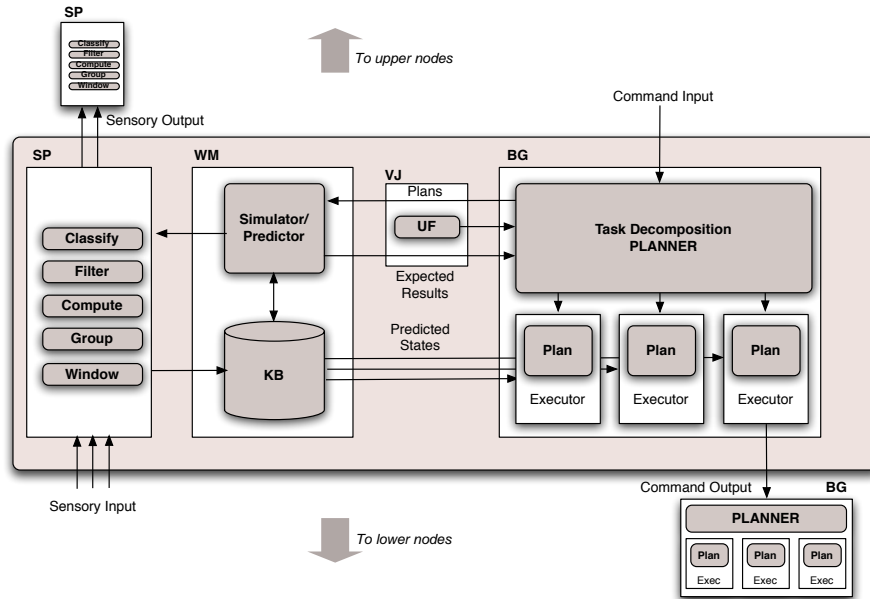 SP
Classify
Filter
Compute
Group
Window
To upper nodes
Sensory Output
Command Input
SP
Classify
Filter
Compute
Group
Window
WM
Simulator/
Predictor
KB
VJ
Plans
UF
Expected
Results
Predicted
States
BG
Task Decomposition
PLANNER
Plan
Executor
Plan
Executor
Plan
Executor
Sensory Input
To lower nodes
Command Output
BG
PLANNER
Plan
Exec
Plan
Exec
Plan
Exec